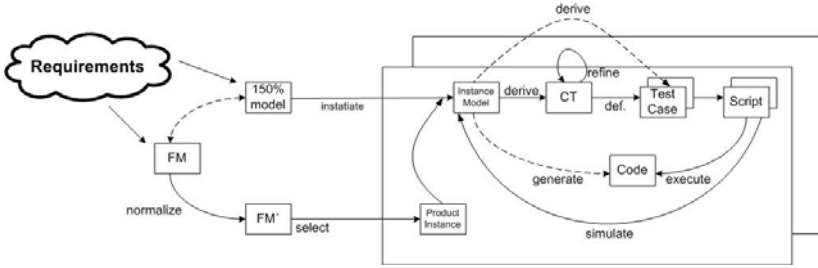 derive
Requirements
refine
150%
model
instatiate
Instance
Model
derive
CT
def.
Test
Case
Script
FM
generate
Code
execute
normalize
FM´
select
Product
Instance
simulate